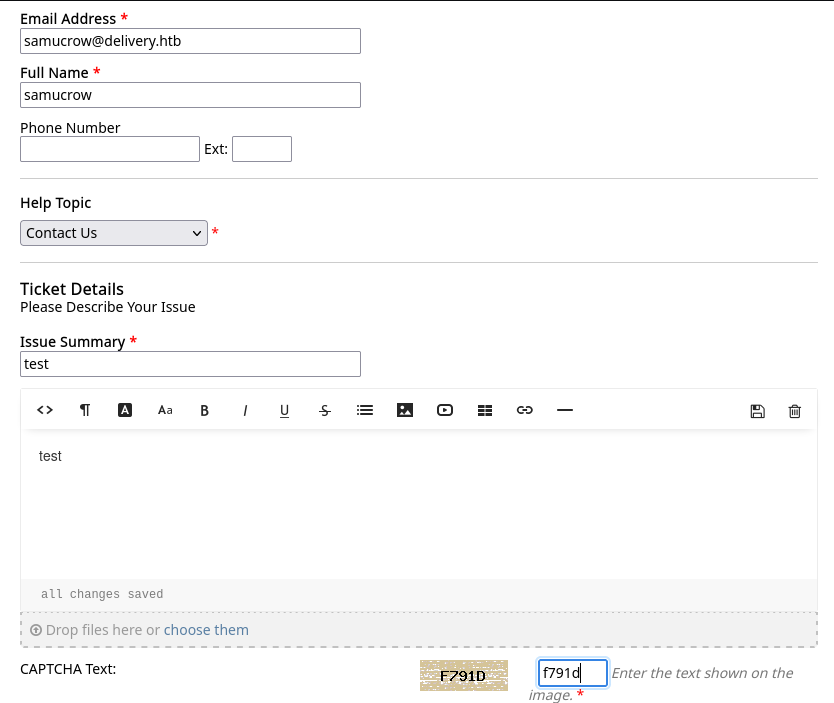 Email Address *
samucrow@delivery.htb
Full Name *
samucrow
Phone Number
Ext:
Help Topic
Contact Us *
Ticket Details
Please Describe Your Issue
Issue Summary *
test
<> ¶ A Aa B I U S
test
all changes saved
Drop files here or choose them
CAPTCHA Text: F791D f791d Enter the text shown on the
image. *